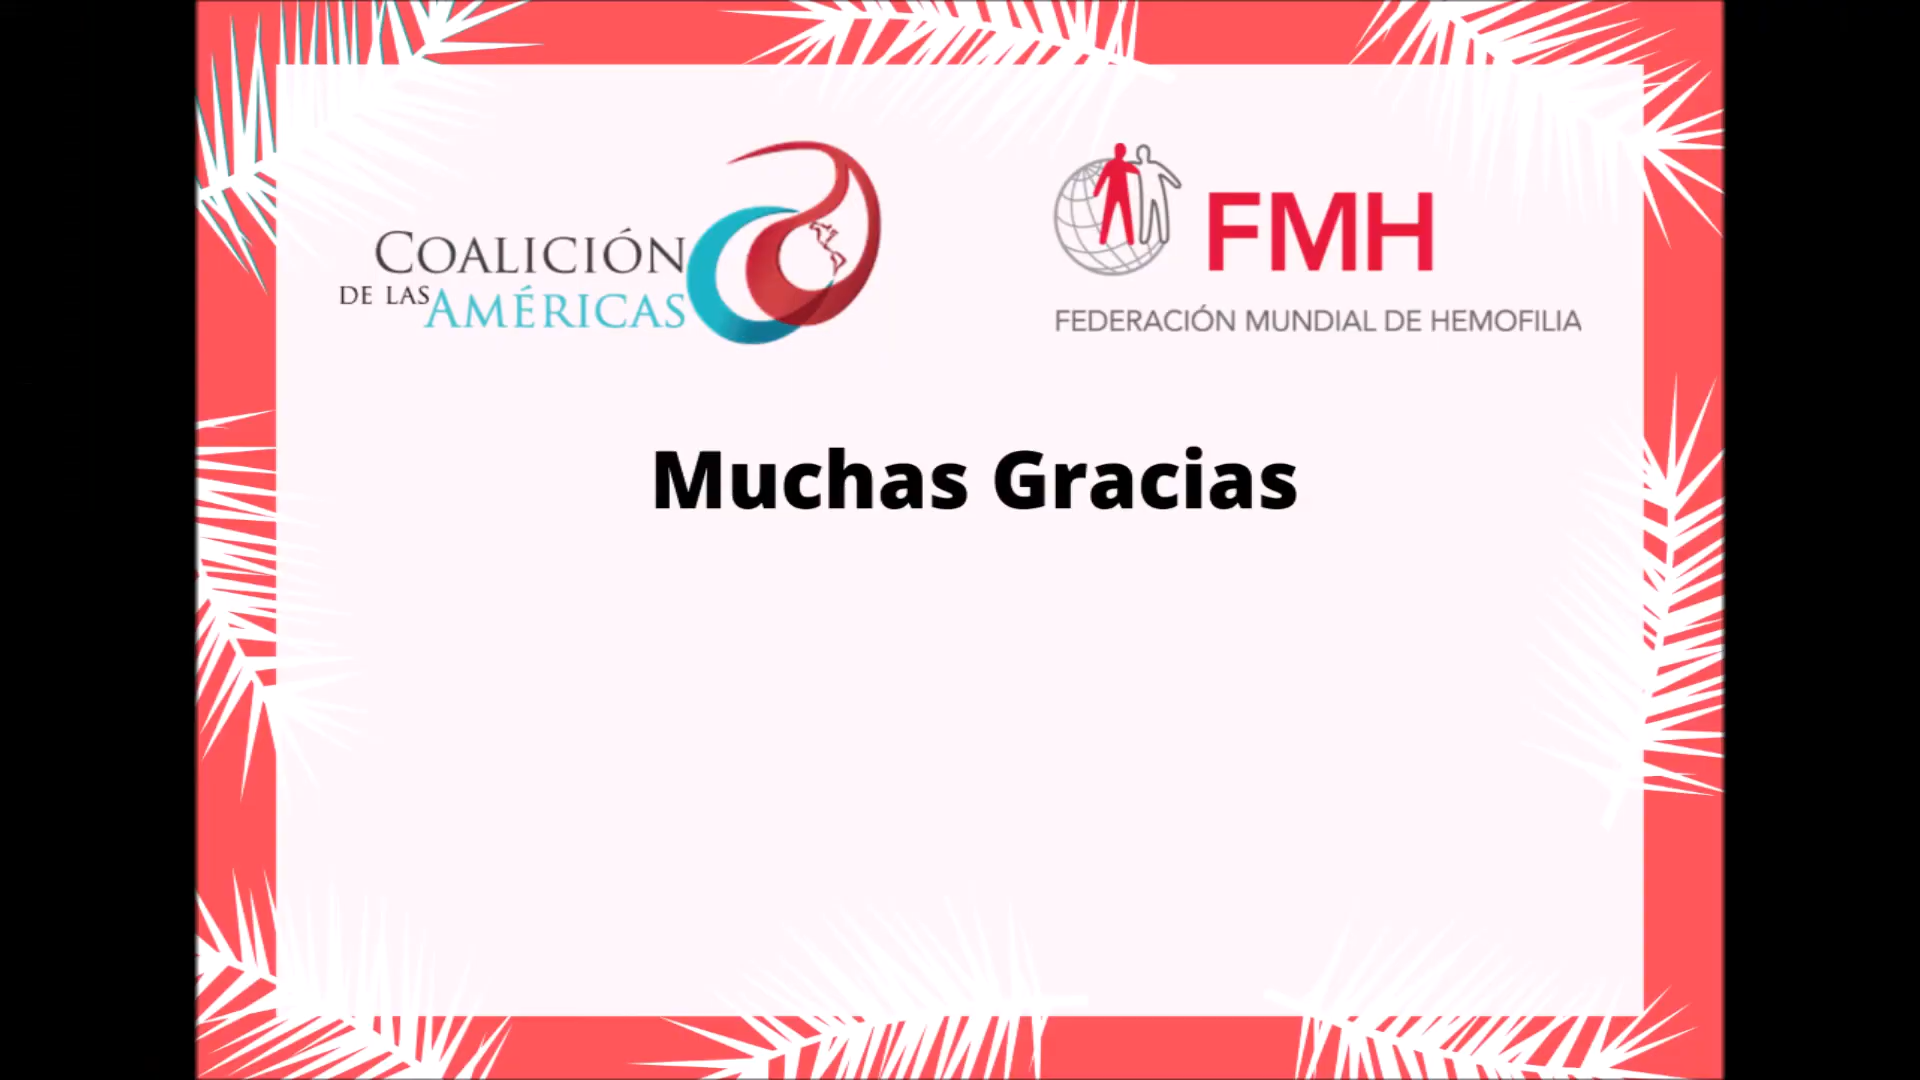 COALICIÓN
DE LAS AMÉRICAS
FMH
FEDERACIÓN MUNDIAL DE HEMOFILIA
Muchas Gracias